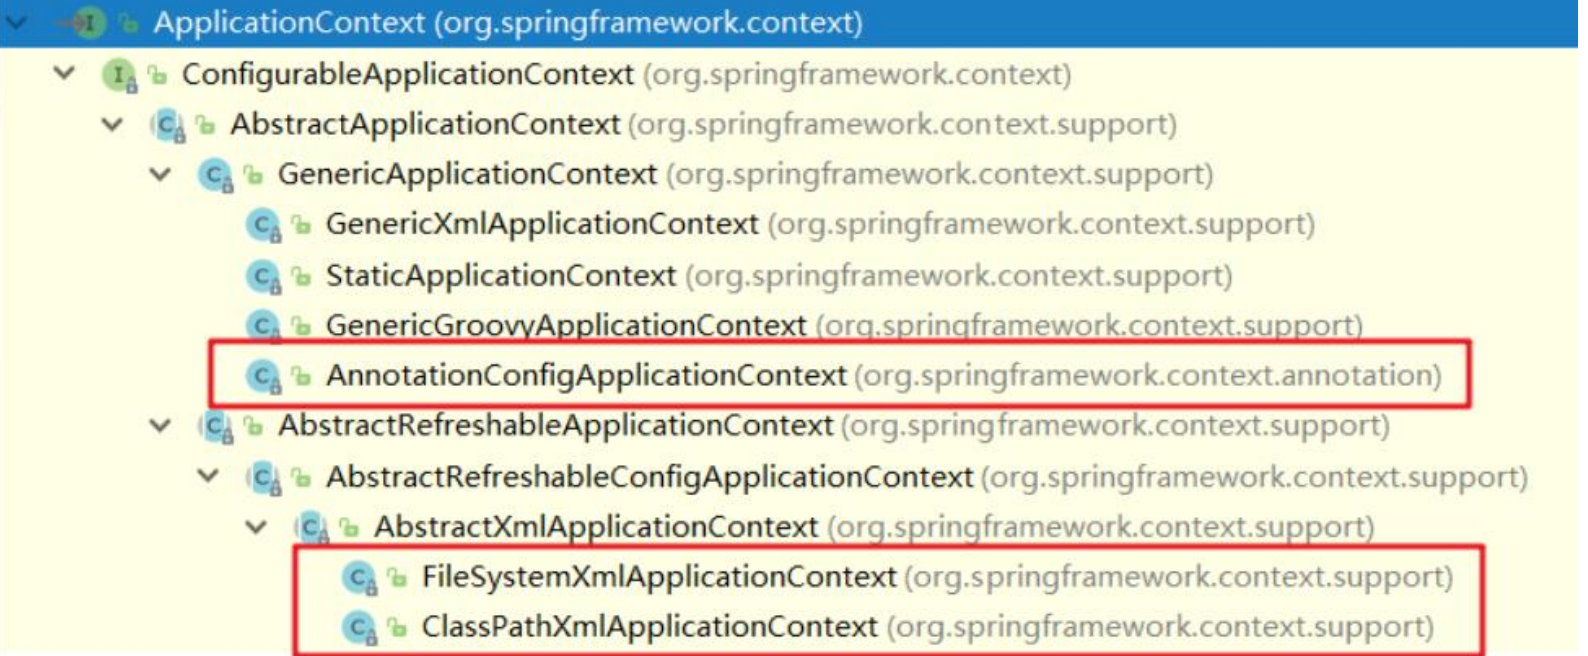 ApplicationContext (org.springframework.context)
ConfigurableApplicationContext (org.springframework.context)
AbstractApplicationContext (org.springframework.context.support)
GenericApplicationContext (org.springframework.context.support)
GenericXmlApplicationContext (org.springframework.context.support)
StaticApplicationContext (org.springframework.context.support)
GenericGroovyApplicationContext (org.springframework.context.support)
AnnotationConfigApplicationContext (org.springframework.context.annotation)
AbstractRefreshableApplicationContext (org.springframework.context.support)
AbstractRefreshableConfigApplicationContext (org.springframework.context.support)
AbstractXmlApplicationContext (org.springframework.context.support)
FileSystemXmlApplicationContext (org.springframework.context.support)
ClassPathXmlApplicationContext (org.springframework.context.support)